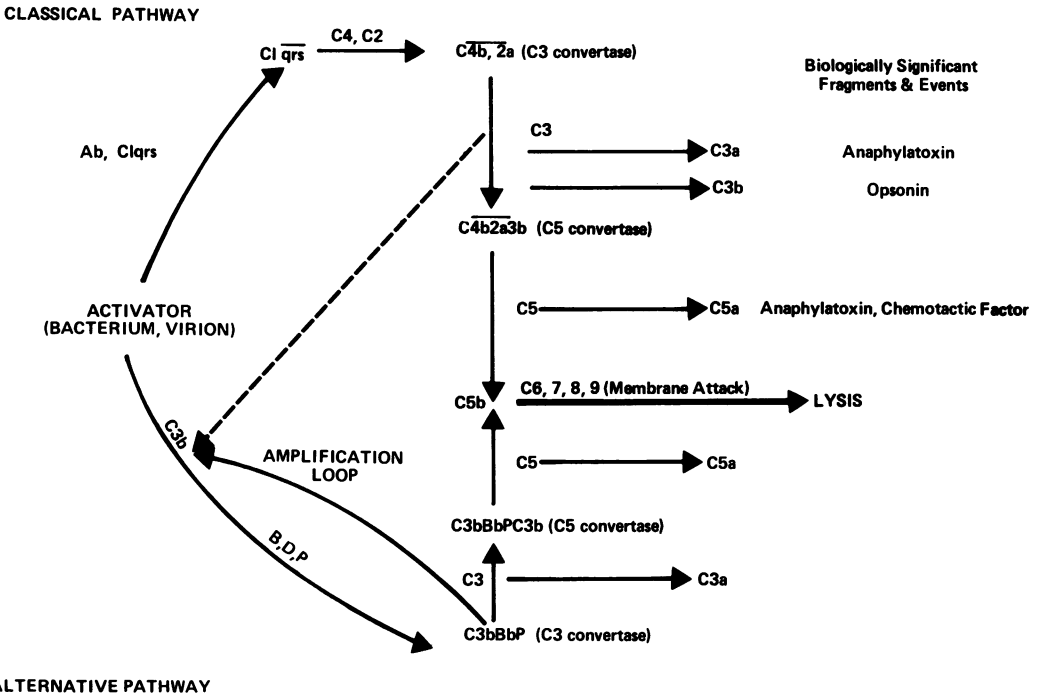 CLASSICAL PATHWAY
C4, C2
CI qrs
C4b, 2a (C3 convertase)
Biologically Significant
Fragments & Events
Ab, Clqrs
C3
C3a
Anaphylatoxin
C3b
Opsonin
C4b2a3b (C5 convertase)
ACTIVATOR
(BACTERIUM, VIRION)
C5
C5a
Anaphylatoxin, Chemotactic Factor
C6, 7, 8, 9 (Membrane Attack)
C5b
LYSIS
C3b
AMPLIFICATION
LOOP
C5
C5a
C3bBbPC3b (C5 convertase)
B,D,P
C3
C3a
C3bBbP (C3 convertase)
ALTERNATIVE PATHWAY